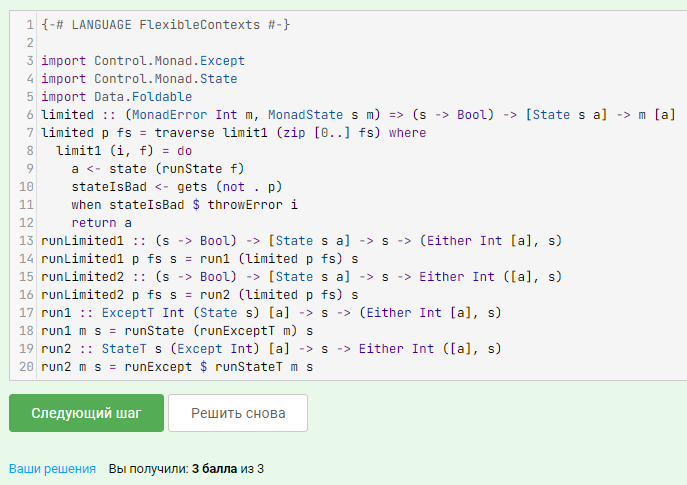 1 {-# LANGUAGE FlexibleContexts #-}
2
3 import Control.Monad.Except
4 import Control.Monad.State
5 import Data.Foldable
6 limited :: (MonadError Int m, MonadState s m) => (s -> Bool) -> [State s a] -> m [a]
7 limited p fs = traverse limit1 (zip [0..] fs) where
8   limit1 (i, f) = do
9     a <- state (runState f)
10     stateIsBad <- gets (not . p)
11     when stateIsBad $ throwError i
12     return a
13 runLimited1 :: (s -> Bool) -> [State s a] -> s -> (Either Int [a], s)
14 runLimited1 p fs s = run1 (limited p fs) s
15 runLimited2 :: (s -> Bool) -> [State s a] -> s -> Either Int ([a], s)
16 runLimited2 p fs s = run2 (limited p fs) s
17 run1 :: ExceptT Int (State s) [a] -> s -> (Either Int [a], s)
18 run1 m s = runState (runExceptT m) s
19 run2 :: StateT s (Except Int) [a] -> s -> Either Int ([a], s)
20 run2 m s = runExcept $ runStateT m s
Следующий шаг Решить снова
Ваши решения Вы получили: 3 балла из 3